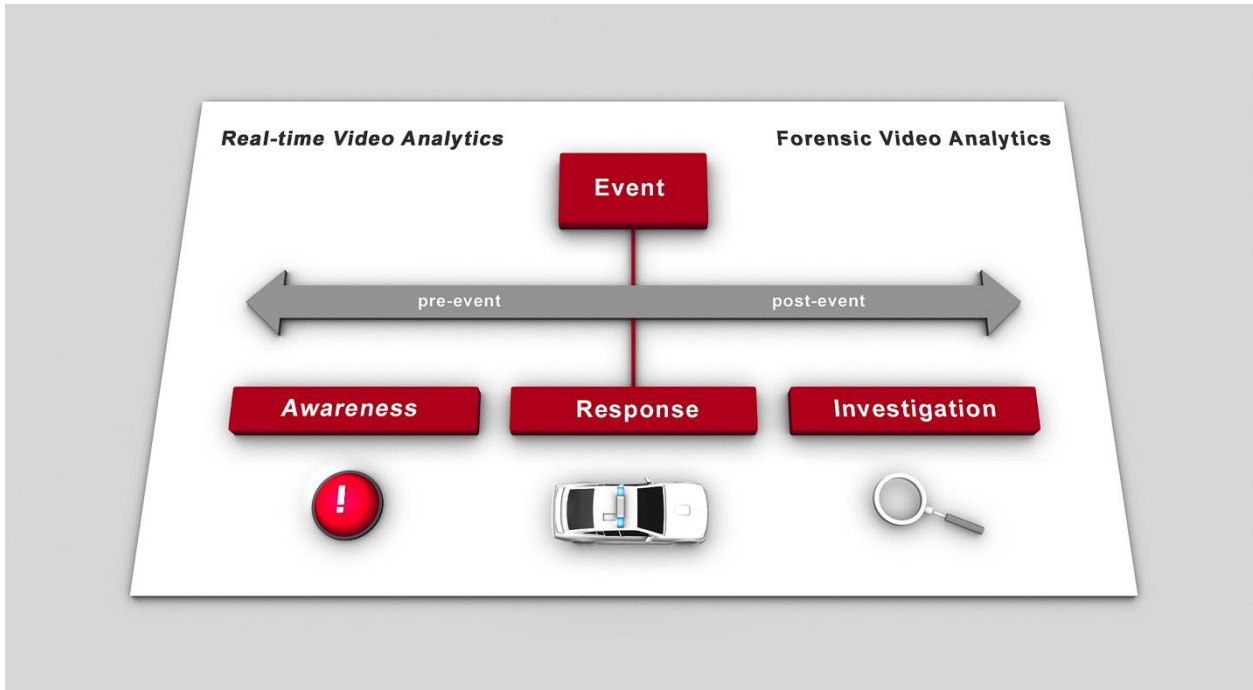 Real-time Video Analytics
Forensic Video Analytics
Event
pre-event
post-event
Awareness
Response
Investigation
!